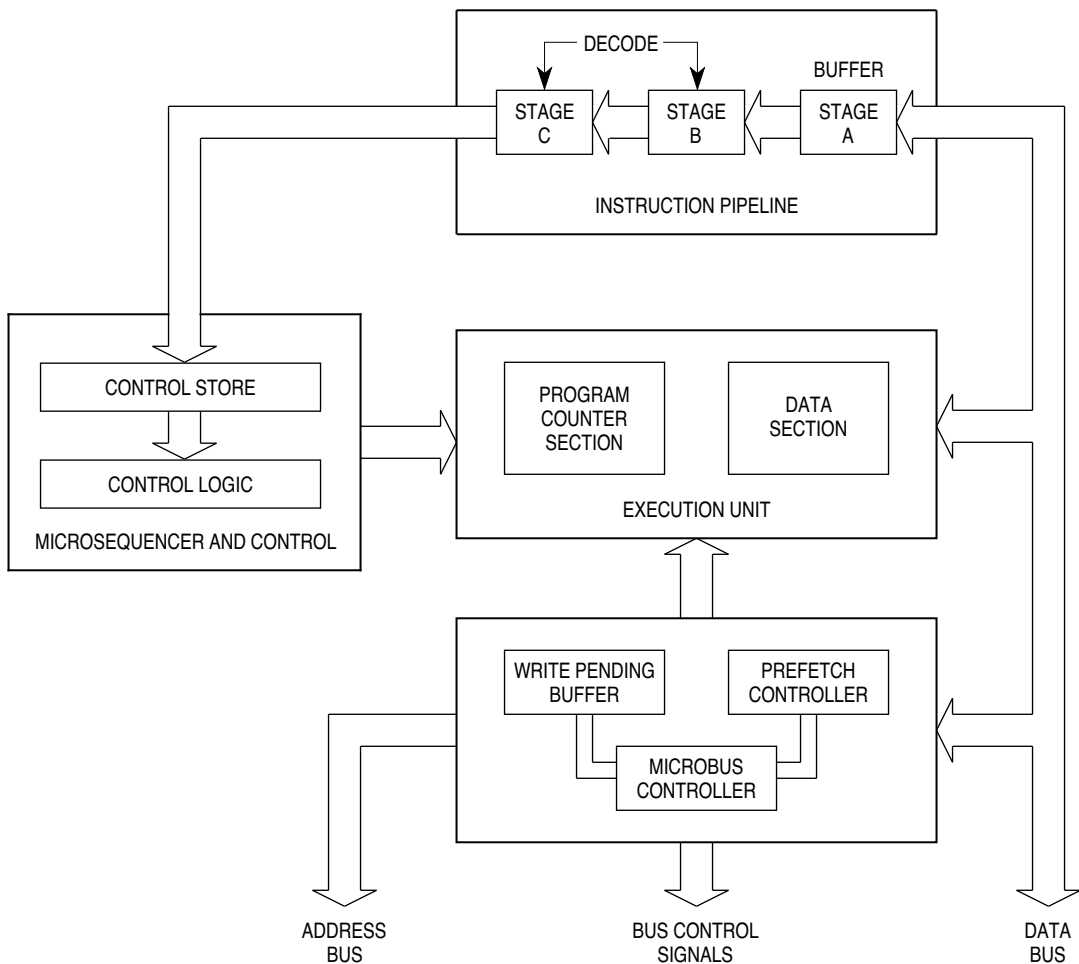 DECODE
BUFFER
STAGE
C
STAGE
B
STAGE
A
INSTRUCTION PIPELINE
CONTROL STORE
CONTROL LOGIC
MICROSEQUENCER AND CONTROL
PROGRAM
COUNTER
SECTION
DATA
SECTION
EXECUTION UNIT
WRITE PENDING
BUFFER
PREFETCH
CONTROLLER
MICROBUS
CONTROLLER
ADDRESS
BUS
BUS CONTROL
SIGNALS
DATA
BUS